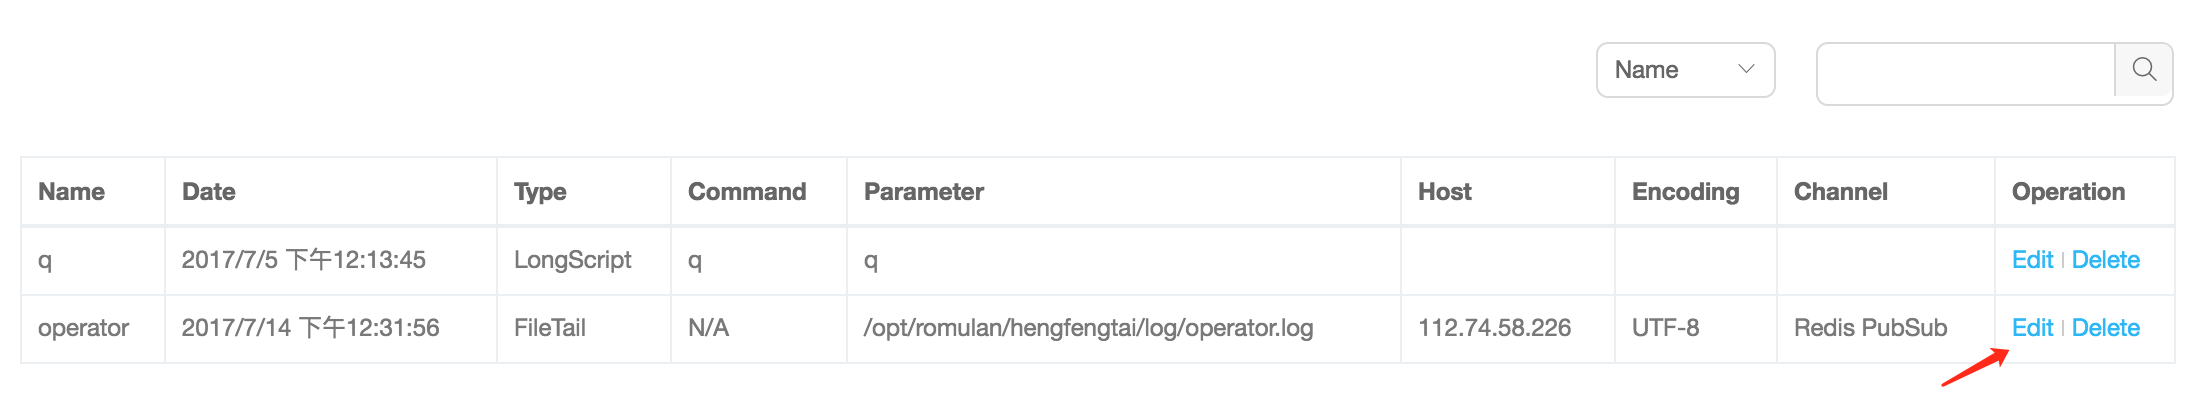 Name
Name Date Type Command Parameter Host Encoding Channel Operation
q 2017/7/5 下午12:13:45 LongScript q q Edit | Delete
operator 2017/7/14 下午12:31:56 FileTail N/A /opt/romulan/hengfengtai/log/operator.log 112.74.58.226 UTF-8 Redis PubSub Edit | Delete